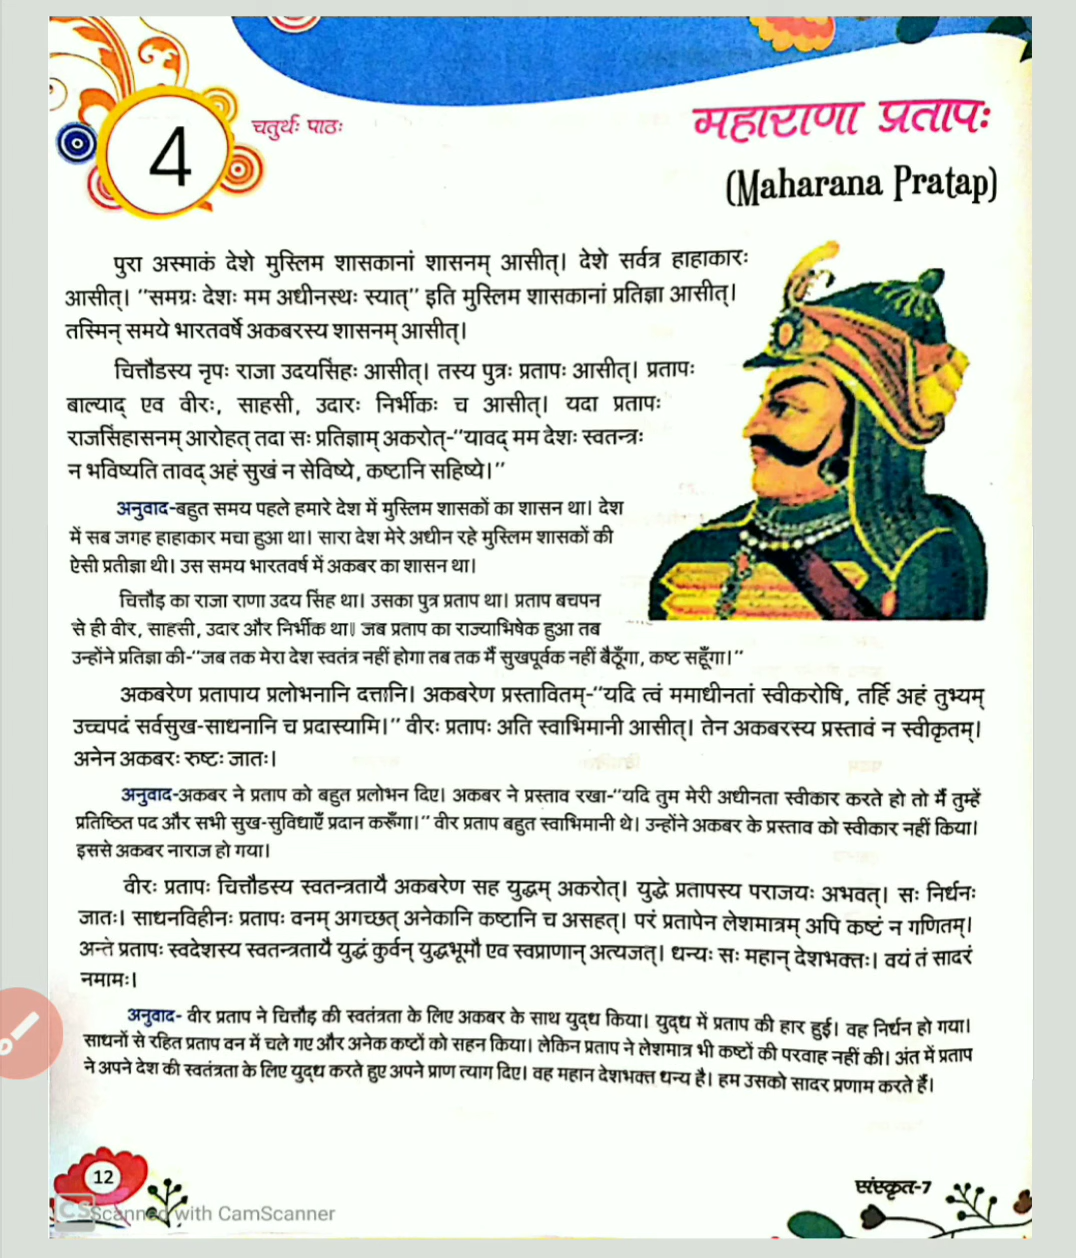 4
चतुर्थः पाठः
महाराणा प्रतापः
(Maharana Pratap)
पुरा अस्माकं देशे मुस्लिम शासकानां शासनम् आसीत्। देशे सर्वत्र हाहाकारः
आसीत्। "समग्रः देशः मम अधीनस्थः स्यात्" इति मुस्लिम शासकानां प्रतिज्ञा आसीत्।
तस्मिन् समये भारतवर्षे अकबरस्य शासनम् आसीत्।
चित्तौडस्य नृपः राजा उदयसिंहः आसीत्। तस्य पुत्रः प्रतापः आसीत्। प्रतापः
बाल्याद् एव वीरः, साहसी, उदारः निर्भीकः च आसीत्। यदा प्रतापः
राजसिंहासनम् आरोहत् तदा सः प्रतिज्ञाम् अकरोत्-"यावद् मम देशः स्वतन्त्रः
न भविष्यति तावद् अहं सुखं न सेविष्ये, कष्टानि सहिष्ये।"
अनुवाद-बहुत समय पहले हमारे देश में मुस्लिम शासकों का शासन था। देश
में सब जगह हाहाकार मचा हुआ था। सारा देश मेरे अधीन रहे मुस्लिम शासकों की
ऐसी प्रतीज्ञा थी। उस समय भारतवर्ष में अकबर का शासन था।
चित्तौड़ का राजा राणा उदय सिंह था। उसका पुत्र प्रताप था। प्रताप बचपन
से ही वीर, साहसी, उदार और निर्भीक था। जब प्रताप का राज्याभिषेक हुआ तब
उन्होंने प्रतिज्ञा की-"जब तक मेरा देश स्वतंत्र नहीं होगा तब तक मैं सुखपूर्वक नहीं बैठूँगा, कष्ट सहूँगा।"
अकबरेण प्रतापाय प्रलोभनानि दत्तानि। अकबरेण प्रस्तावितम्-"यदि त्वं ममाधीनतां स्वीकरोषि, तर्हि अहं तुभ्यम्
उच्चपदं सर्वसुख-साधनानि च प्रदास्यामि।" वीरः प्रतापः अति स्वाभिमानी आसीत्। तेन अकबरस्य प्रस्तावं न स्वीकृतम्।
अनेन अकबरः रुष्टः जातः।
अनुवाद-अकबर ने प्रताप को बहुत प्रलोभन दिए। अकबर ने प्रस्ताव रखा-"यदि तुम मेरी अधीनता स्वीकार करते हो तो मैं तुम्हें
प्रतिष्ठित पद और सभी सुख-सुविधाएँ प्रदान करूँगा।" वीर प्रताप बहुत स्वाभिमानी थे। उन्होंने अकबर के प्रस्ताव को स्वीकार नहीं किया।
इससे अकबर नाराज हो गया।
वीरः प्रतापः चित्तौडस्य स्वतन्त्रतायै अकबरेण सह युद्धम् अकरोत्। युद्धे प्रतापस्य पराजयः अभवत्। सः निर्धनः
जातः। साधनविहीनः प्रतापः वनम् अगच्छत् अनेकानि कष्टानि च असहत्। परं प्रतापेन लेशमात्रम् अपि कष्टं न गणितम्।
अन्ते प्रतापः स्वदेशस्य स्वतन्त्रतायै युद्धं कुर्वन् युद्धभूमौ एव स्वप्राणान् अत्यजत्। धन्यः सः महान् देशभक्तः। वयं तं सादरं
नमामः।
अनुवाद- वीर प्रताप ने चित्तौड़ की स्वतंत्रता के लिए अकबर के साथ युद्ध किया। युद्ध में प्रताप की हार हुई। वह निर्धन हो गया।
साधनों से रहित प्रताप वन में चले गए और अनेक कष्टों को सहन किया। लेकिन प्रताप ने लेशमात्र भी कष्टों की परवाह नहीं की। अंत में प्रताप
ने अपने देश की स्वतंत्रता के लिए युद्ध करते हुए अपने प्राण त्याग दिए। वह महान देशभक्त धन्य है। हम उसको सादर प्रणाम करते हैं।
12
संस्कृत-7
CS Scanned with CamScanner